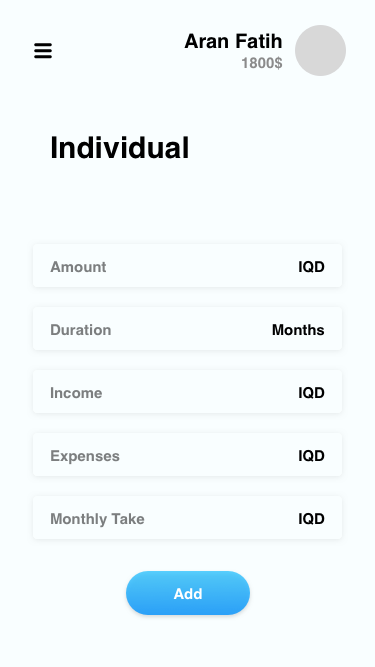 Aran Fatih
1800$
Individual
Amount IQD
Duration Months
Income IQD
Expenses IQD
Monthly Take IQD
Add